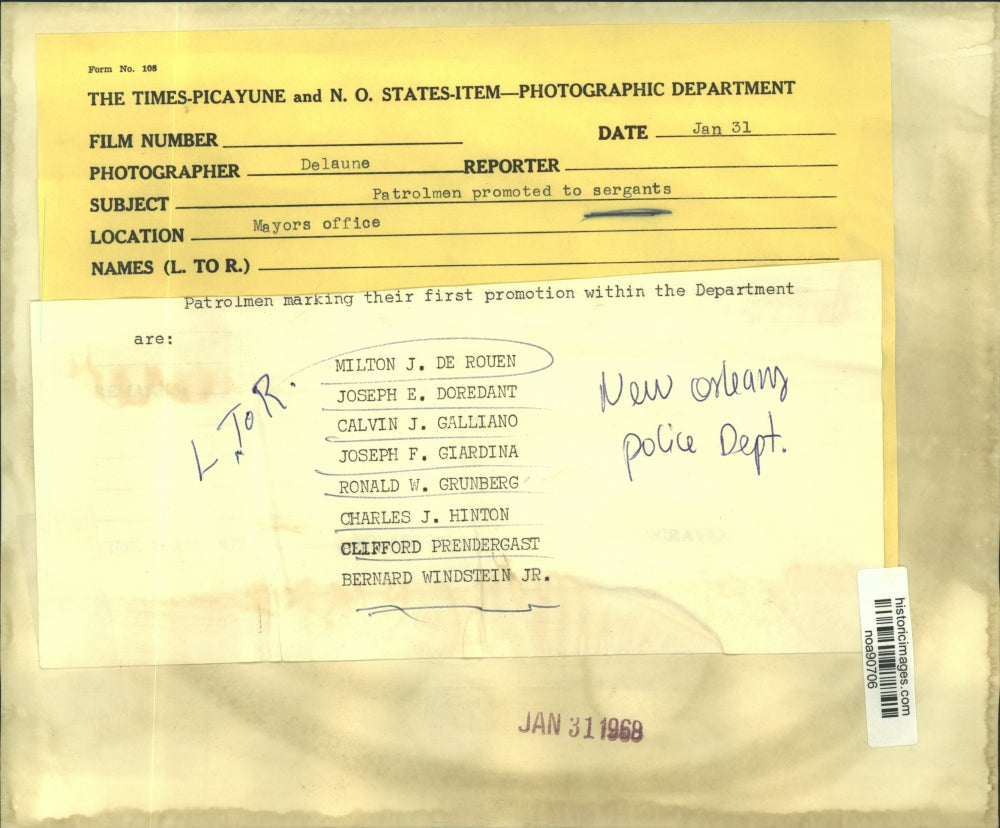 Form No. 108
THE TIMES-PICAYUNE and N. O. STATES-ITEM—PHOTOGRAPHIC DEPARTMENT
FILM NUMBER
DATE Jan 31
PHOTOGRAPHER Delaune REPORTER
SUBJECT Patrolmen promoted to sergants
LOCATION Mayors office
NAMES (L. TO R.)
Patrolmen marking their first promotion within the Department
are:
MILTON J. DE ROUEN
JOSEPH E. DOREDANT
CALVIN J. GALLIANO
JOSEPH F. GIARDINA
RONALD W. GRUNBERG
CHARLES J. HINTON
CLIFFORD PRENDERGAST
BERNARD WINDSTEIN JR.
L. To R.
New orleans
police Dept.
historicimages.com
noa90706
JAN 31 1968